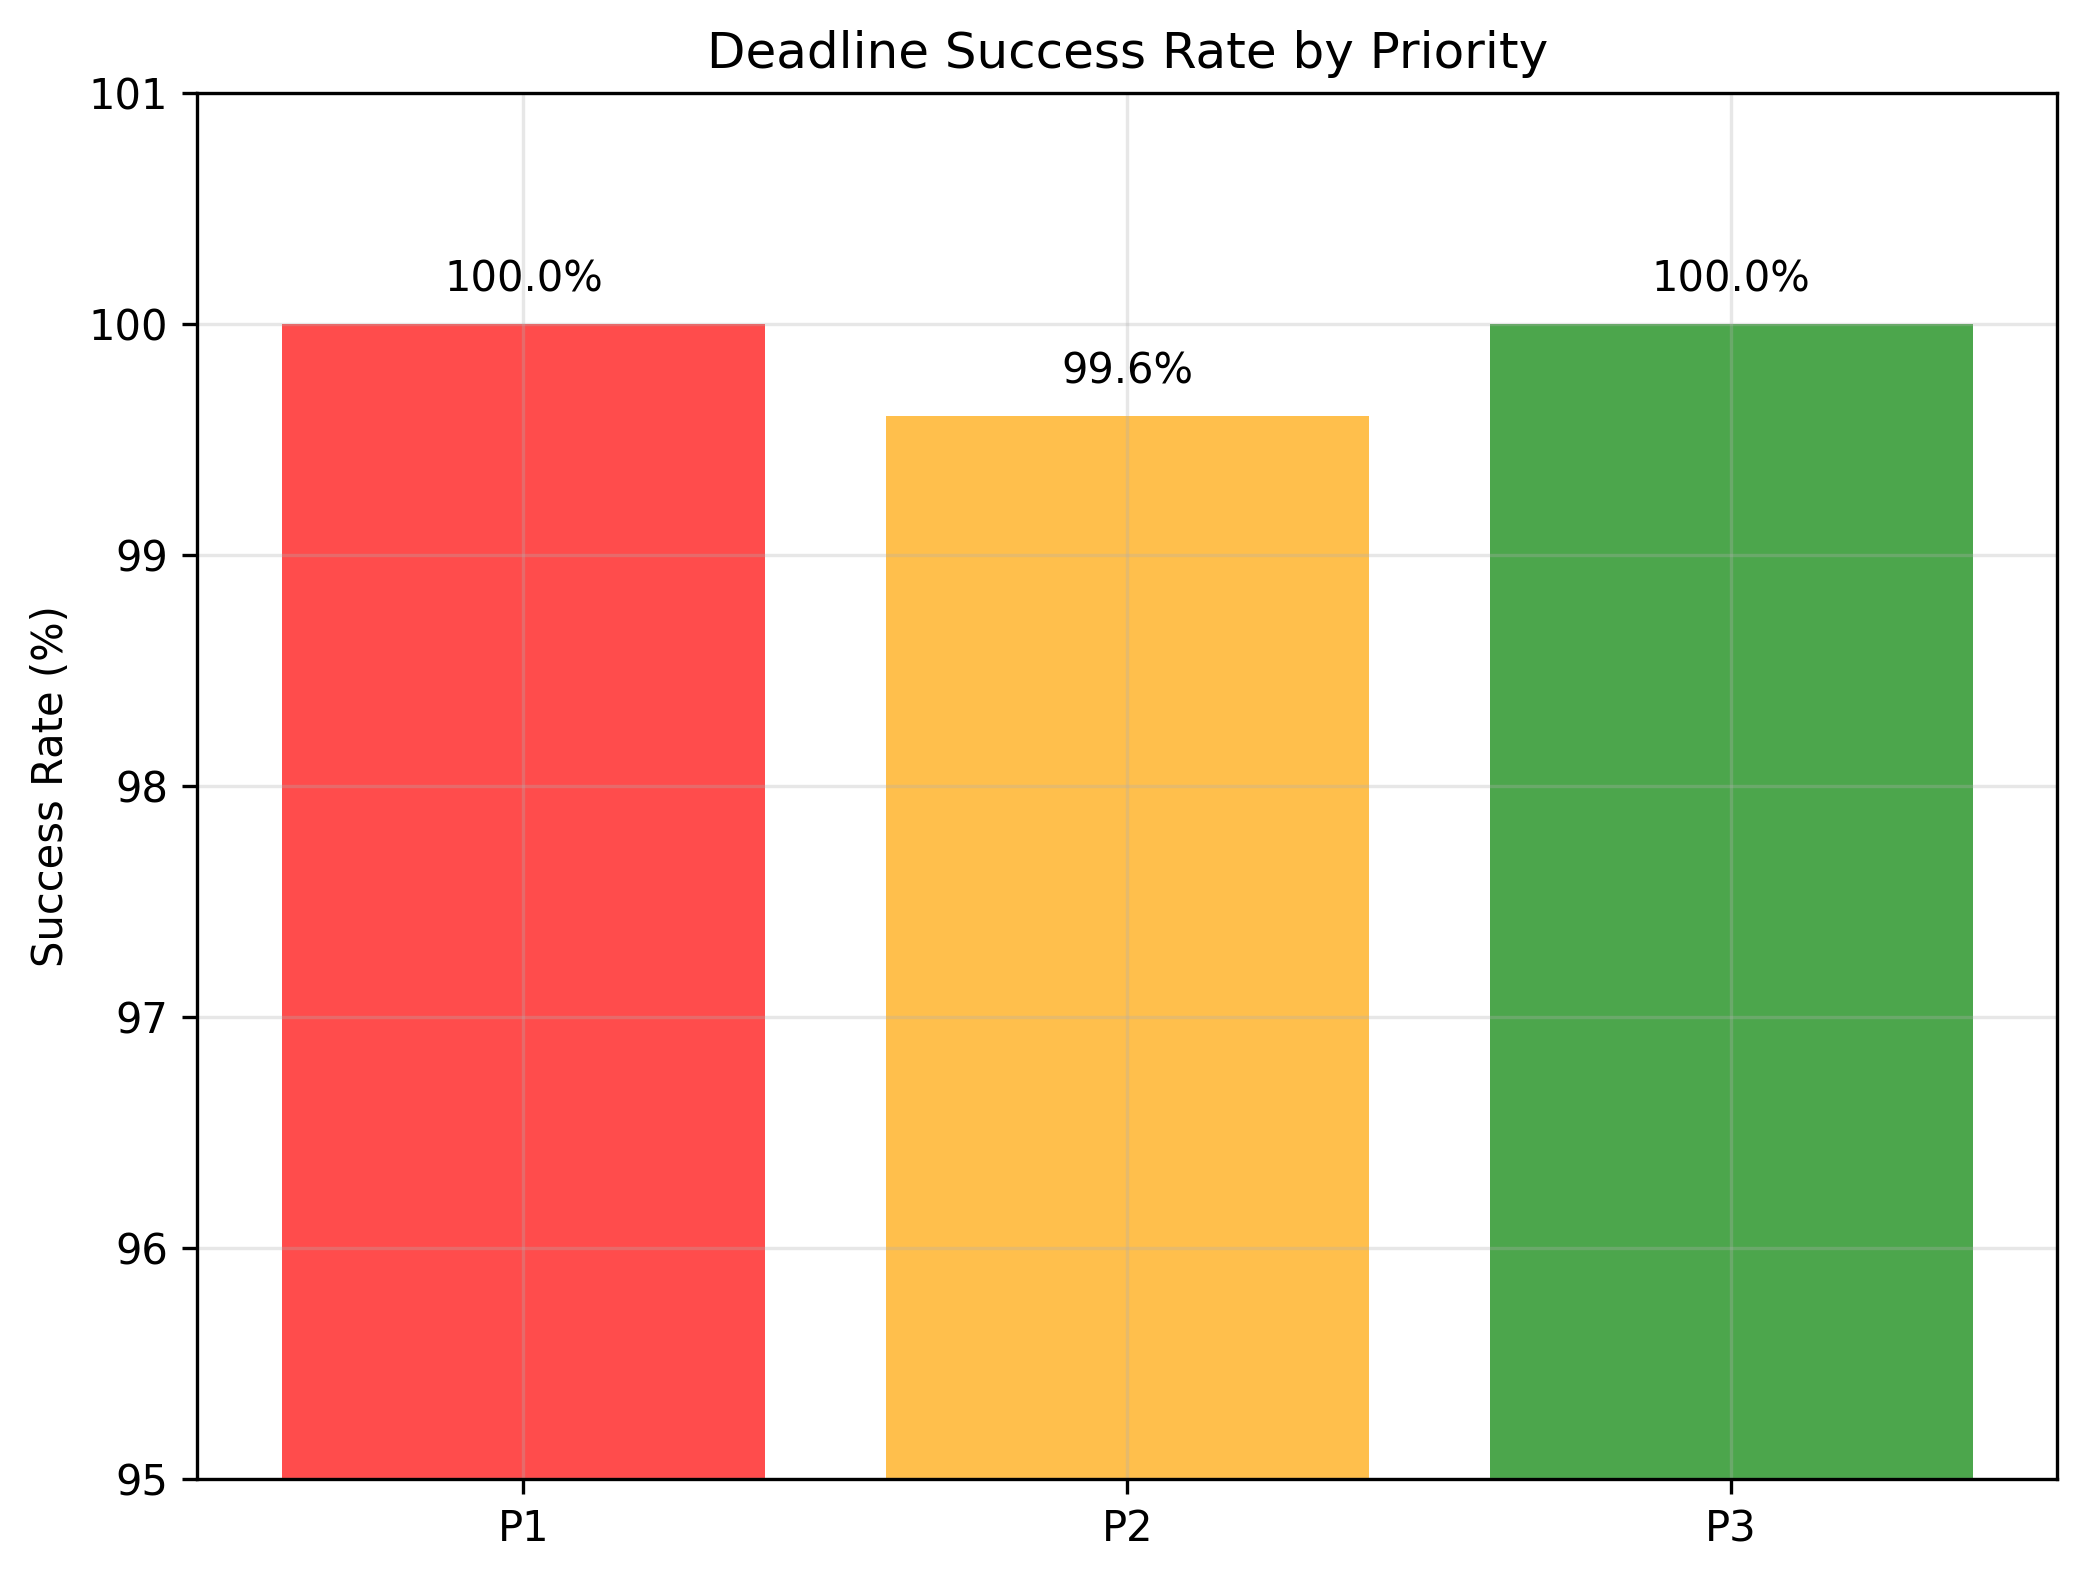 Deadline Success Rate by Priority
101
100
99
98
97
96
95
Success Rate (%)
100.0%
99.6%
100.0%
P1
P2
P3